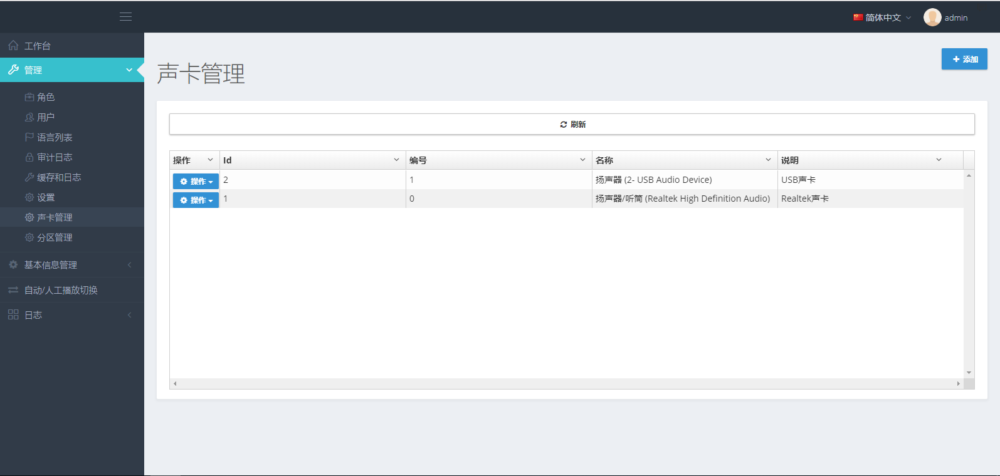 简体中文
admin
工作台
管理
角色
用户
语言列表
审计日志
缓存和日志
设置
声卡管理
分区管理
基本信息管理
自动/人工播放切换
日志
声卡管理
添加
刷新
操作 Id 编号 名称 说明
操作 2 1 扬声器 (2- USB Audio Device) USB声卡
操作 1 0 扬声器/听筒 (Realtek High Definition Audio) Realtek声卡